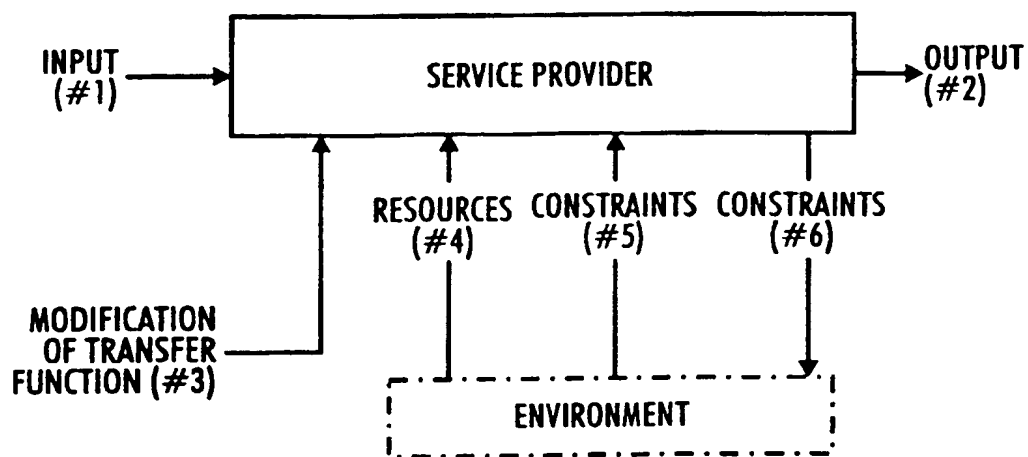 INPUT
(#1)
SERVICE PROVIDER
OUTPUT
(#2)
RESOURCES
(#4)
CONSTRAINTS
(#5)
CONSTRAINTS
(#6)
MODIFICATION
OF TRANSFER
FUNCTION (#3)
ENVIRONMENT